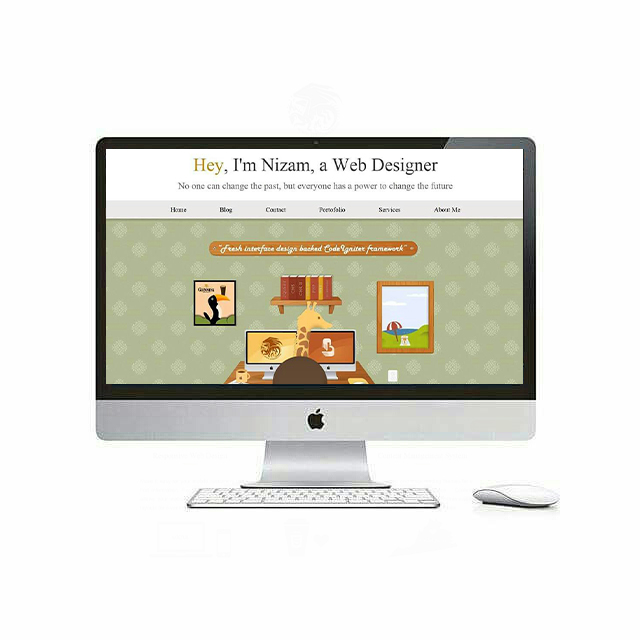 Hey, I'm Nizam, a Web Designer
No one can change the past, but everyone has a power to change the future
Home Blog Contact Portofolio Services About Me
"Fresh interface design backed CodeIgniter framework"
GUINNESS